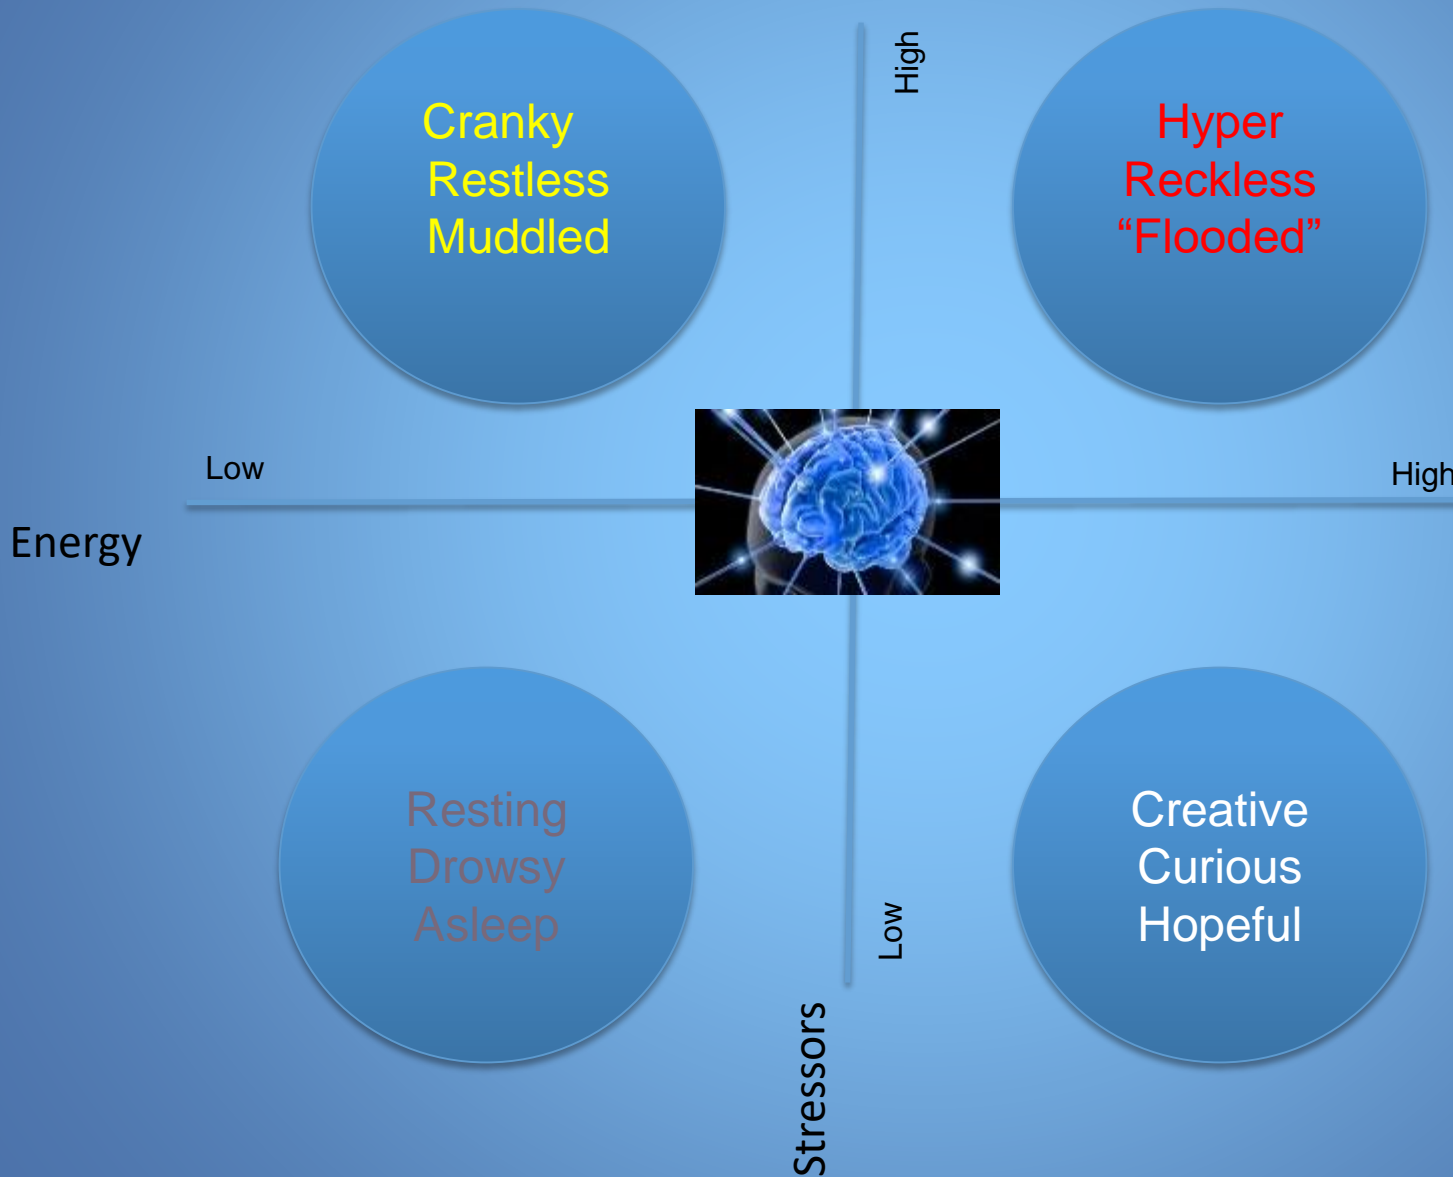 High
Cranky
Restless
Muddled
Hyper
Reckless
“Flooded”
Low
High
Energy
Resting
Drowsy
Asleep
Creative
Curious
Hopeful
Low
Stressors